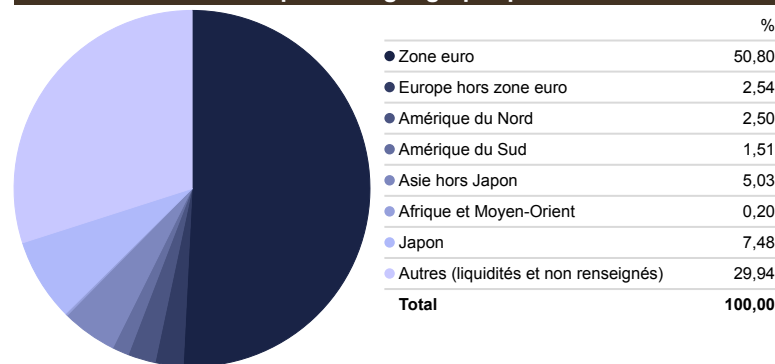 %
Zone euro 50,80
Europe hors zone euro 2,54
Amérique du Nord 2,50
Amérique du Sud 1,51
Asie hors Japon 5,03
Afrique et Moyen-Orient 0,20
Japon 7,48
Autres (liquidités et non renseignés) 29,94
Total 100,00